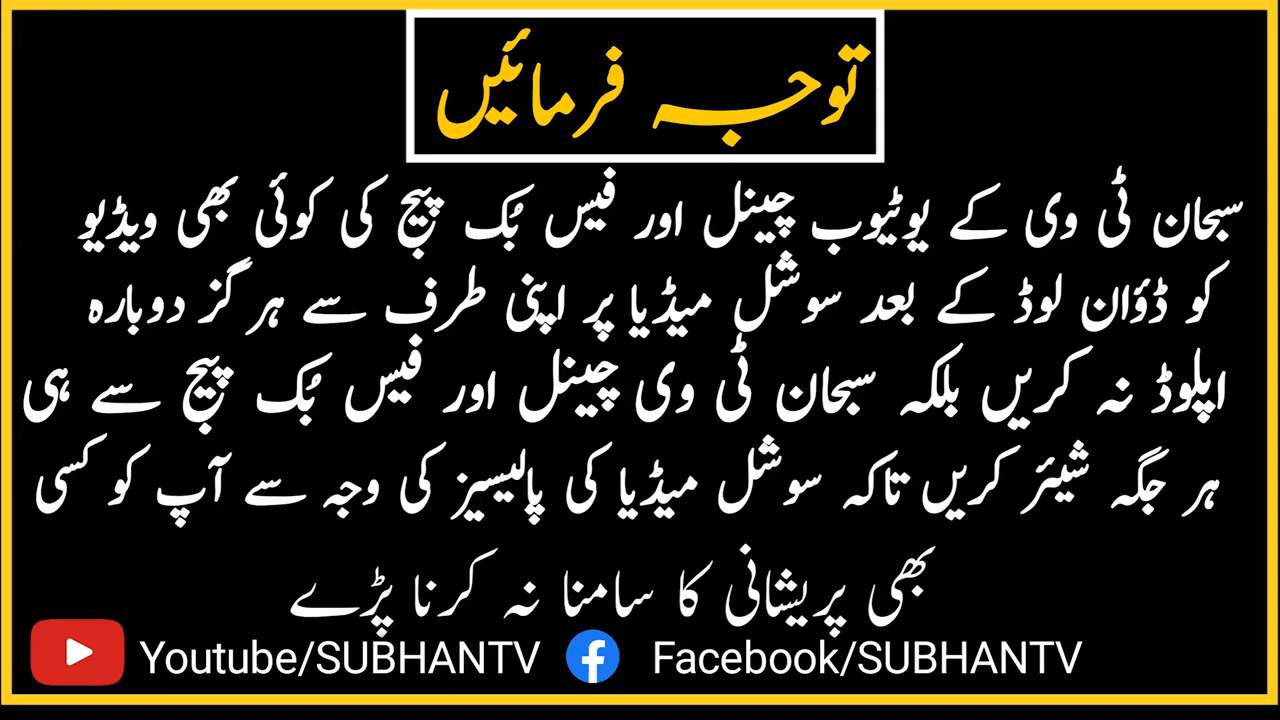 توجہ فرمائیں
سبحان ٹی وی کے یوٹیوب چینل اور فیس بُک پیج کی کوئی بھی ویڈیو
کو ڈؤان لوڈ کے بعد سوشل میڈیا پر اپنی طرف سے ہرگز دوبارہ
اپلوڈ نہ کریں بلکہ سبحان ٹی وی چینل اور فیس بُک پیج سے ہی
ہر جگہ شیئر کریں تاکہ سوشل میڈیا کی پالیسیز کی وجہ سے آپ کو کسی
بھی پریشانی کا سامنا نہ کرنا پڑے
Youtube/SUBHANTV Facebook/SUBHANTV